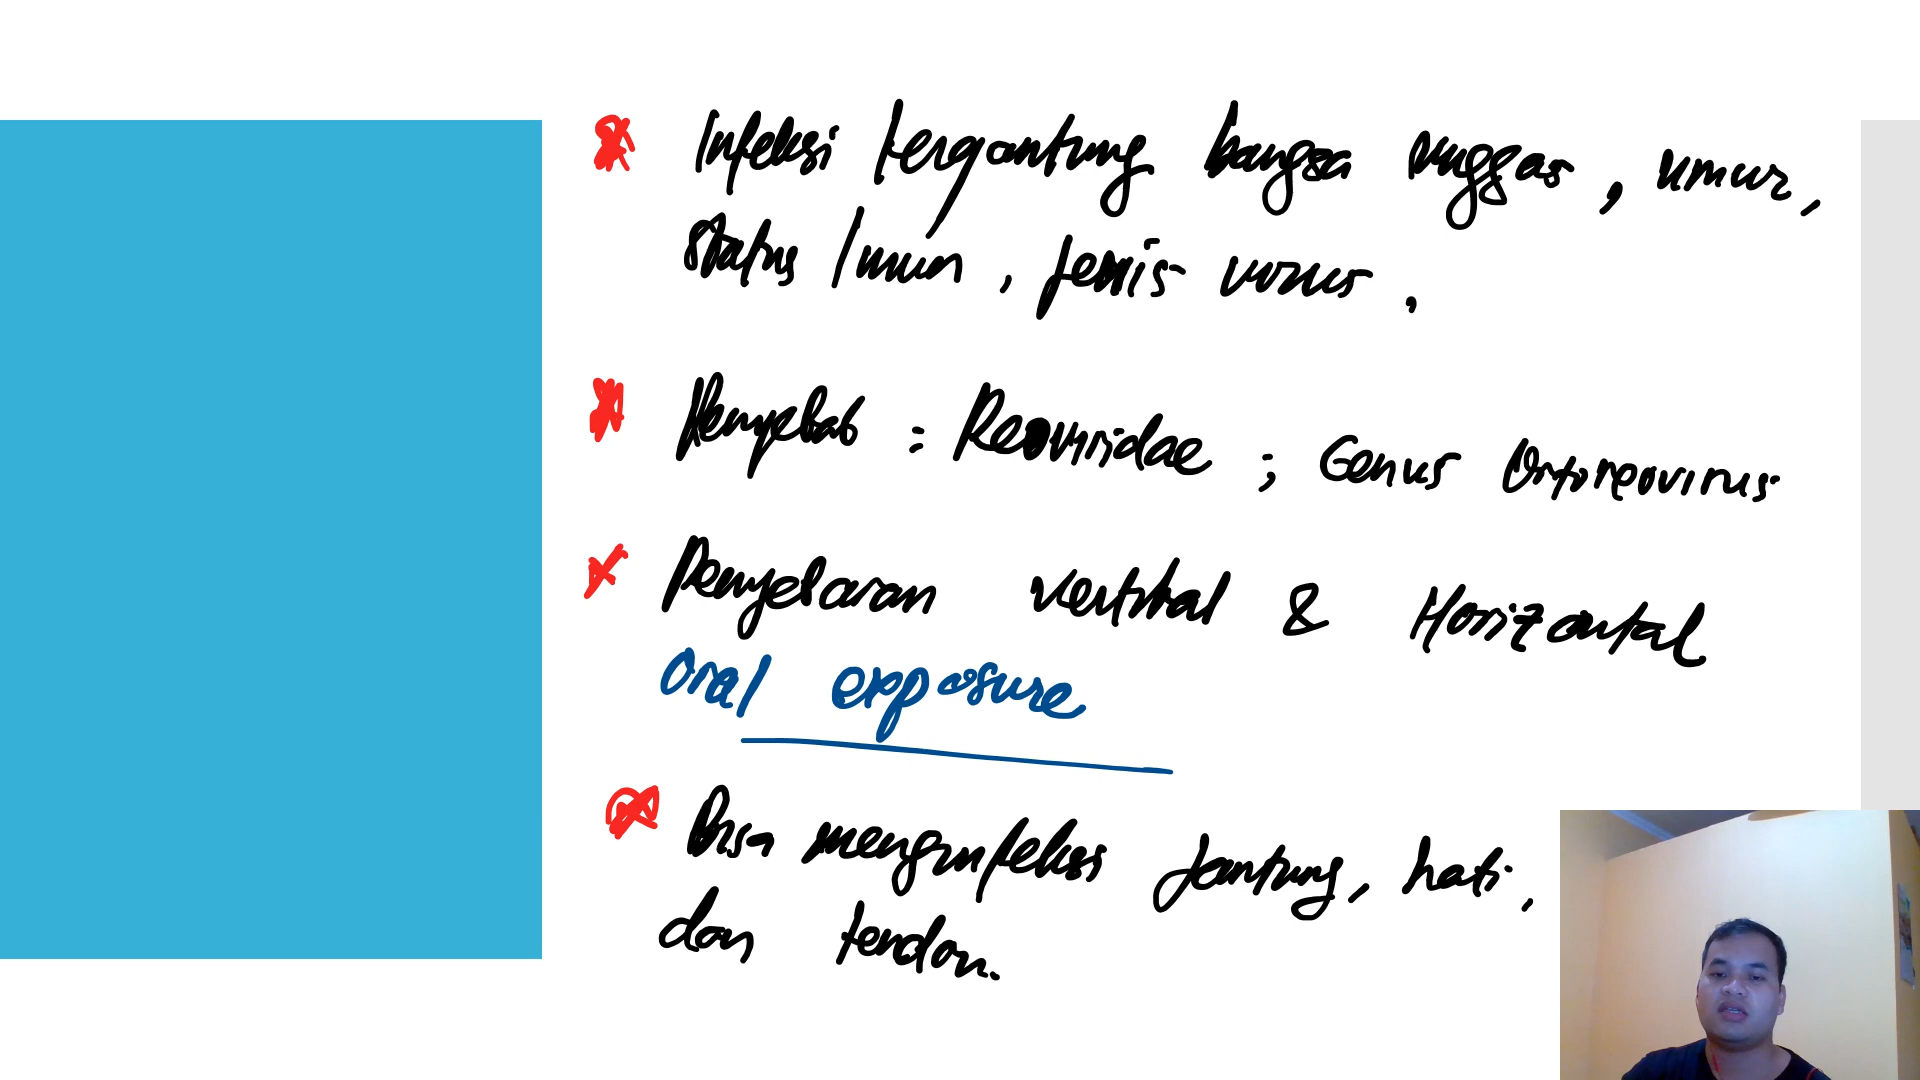 Infeksi tergantung bangsa unggas, umur,
status Imun, jenis virus.
Penyebab : Reoviridae ; Genus Ortoreovirus
Penyebaran vertikal & Horizontal
Oral exposure
Bisa menginfeksi Jantung, hati,
dan tendon.